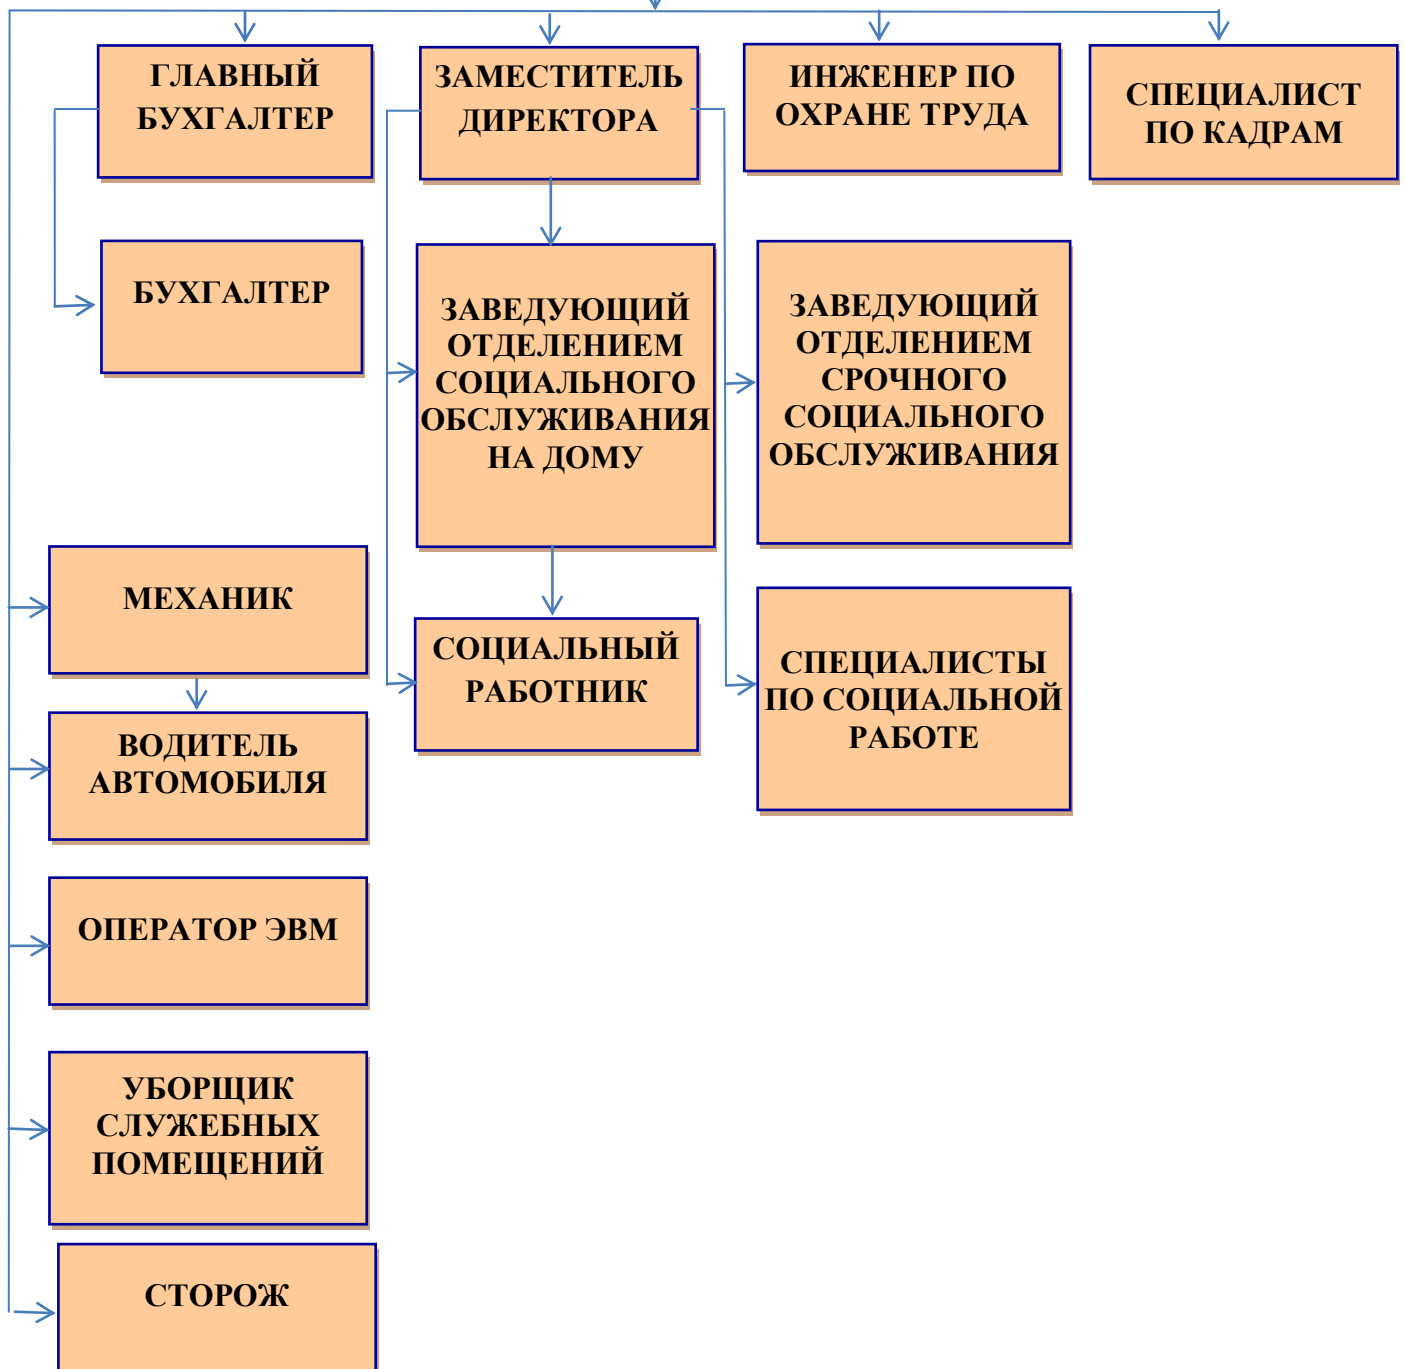 ГЛАВНЫЙ
БУХГАЛТЕР
ЗАМЕСТИТЕЛЬ
ДИРЕКТОРА
ИНЖЕНЕР ПО
ОХРАНЕ ТРУДА
СПЕЦИАЛИСТ
ПО КАДРАМ
БУХГАЛТЕР
ЗАВЕДУЮЩИЙ
ОТДЕЛЕНИЕМ
СОЦИАЛЬНОГО
ОБСЛУЖИВАНИЯ
НА ДОМУ
ЗАВЕДУЮЩИЙ
ОТДЕЛЕНИЕМ
СРОЧНОГО
СОЦИАЛЬНОГО
ОБСЛУЖИВАНИЯ
МЕХАНИК
СОЦИАЛЬНЫЙ
РАБОТНИК
СПЕЦИАЛИСТЫ
ПО СОЦИАЛЬНОЙ
РАБОТЕ
ВОДИТЕЛЬ
АВТОМОБИЛЯ
ОПЕРАТОР ЭВМ
УБОРЩИК
СЛУЖЕБНЫХ
ПОМЕЩЕНИЙ
СТОРОЖ